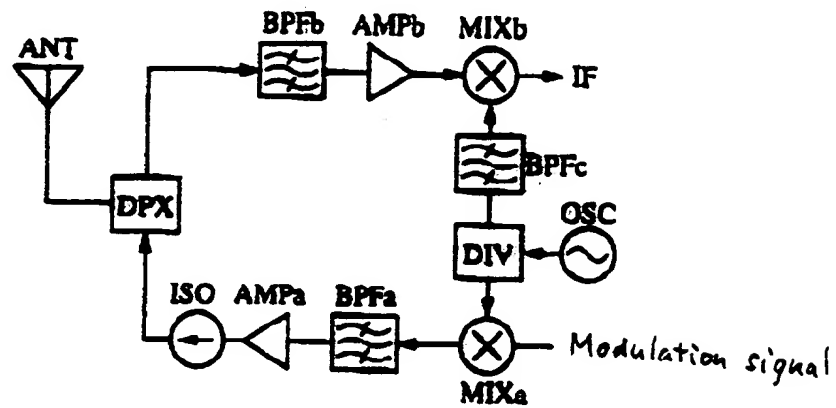 ANT
BPFb
AMPb
MIXb
IF
BPFc
DPX
OSC
DIV
ISO
AMPa
BPFa
MIXa
Modulation signal